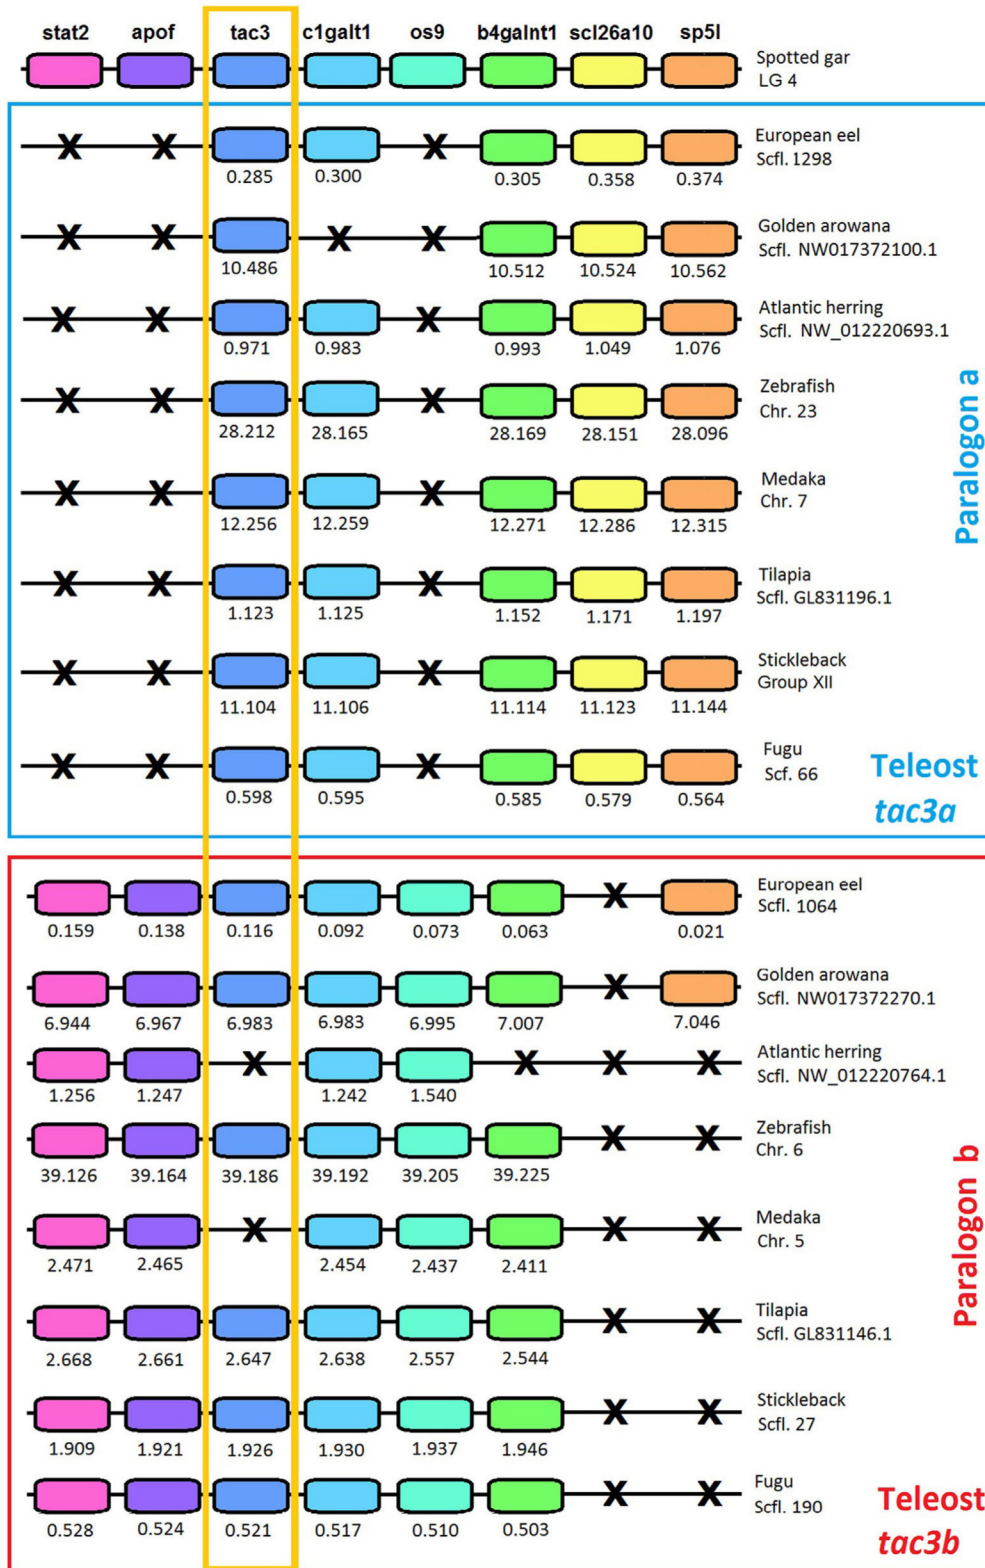 stat2 apof tac3 c1galt1 os9 b4galnt1 scl26a10 sp5l
Spotted gar
LG 4
X X X
European eel
Scfl. 1298
0.285 0.300 0.305 0.358 0.374
X X X X
Golden arowana
Scfl. NW017372100.1
10.486 10.512 10.524 10.562
X X X
Atlantic herring
Scfl. NW_012220693.1
0.971 0.983 0.993 1.049 1.076
X X X
Zebrafish
Chr. 23
28.212 28.165 28.169 28.151 28.096
X X X
Medaka
Chr. 7
12.256 12.259 12.271 12.286 12.315
X X X
Tilapia
Scfl. GL831196.1
1.123 1.125 1.152 1.171 1.197
X X X
Stickleback
Group XII
11.104 11.106 11.114 11.123 11.144
X X X
Fugu
Scf. 66
0.598 0.595 0.585 0.579 0.564
Paralogon a
Teleost
tac3a
X
European eel
Scfl. 1064
0.159 0.138 0.116 0.092 0.073 0.063 0.021
X
Golden arowana
Scfl. NW017372270.1
6.944 6.967 6.983 6.983 6.995 7.007 7.046
X X X X
Atlantic herring
Scfl. NW_012220764.1
1.256 1.247 1.242 1.540
X X
Zebrafish
Chr. 6
39.126 39.164 39.186 39.192 39.205 39.225
X X X
Medaka
Chr. 5
2.471 2.465 2.454 2.437 2.411
X X
Tilapia
Scfl. GL831146.1
2.668 2.661 2.647 2.638 2.557 2.544
X X
Stickleback
Scfl. 27
1.909 1.921 1.926 1.930 1.937 1.946
X X
Fugu
Scfl. 190
0.528 0.524 0.521 0.517 0.510 0.503
Paralogon b
Teleost
tac3b